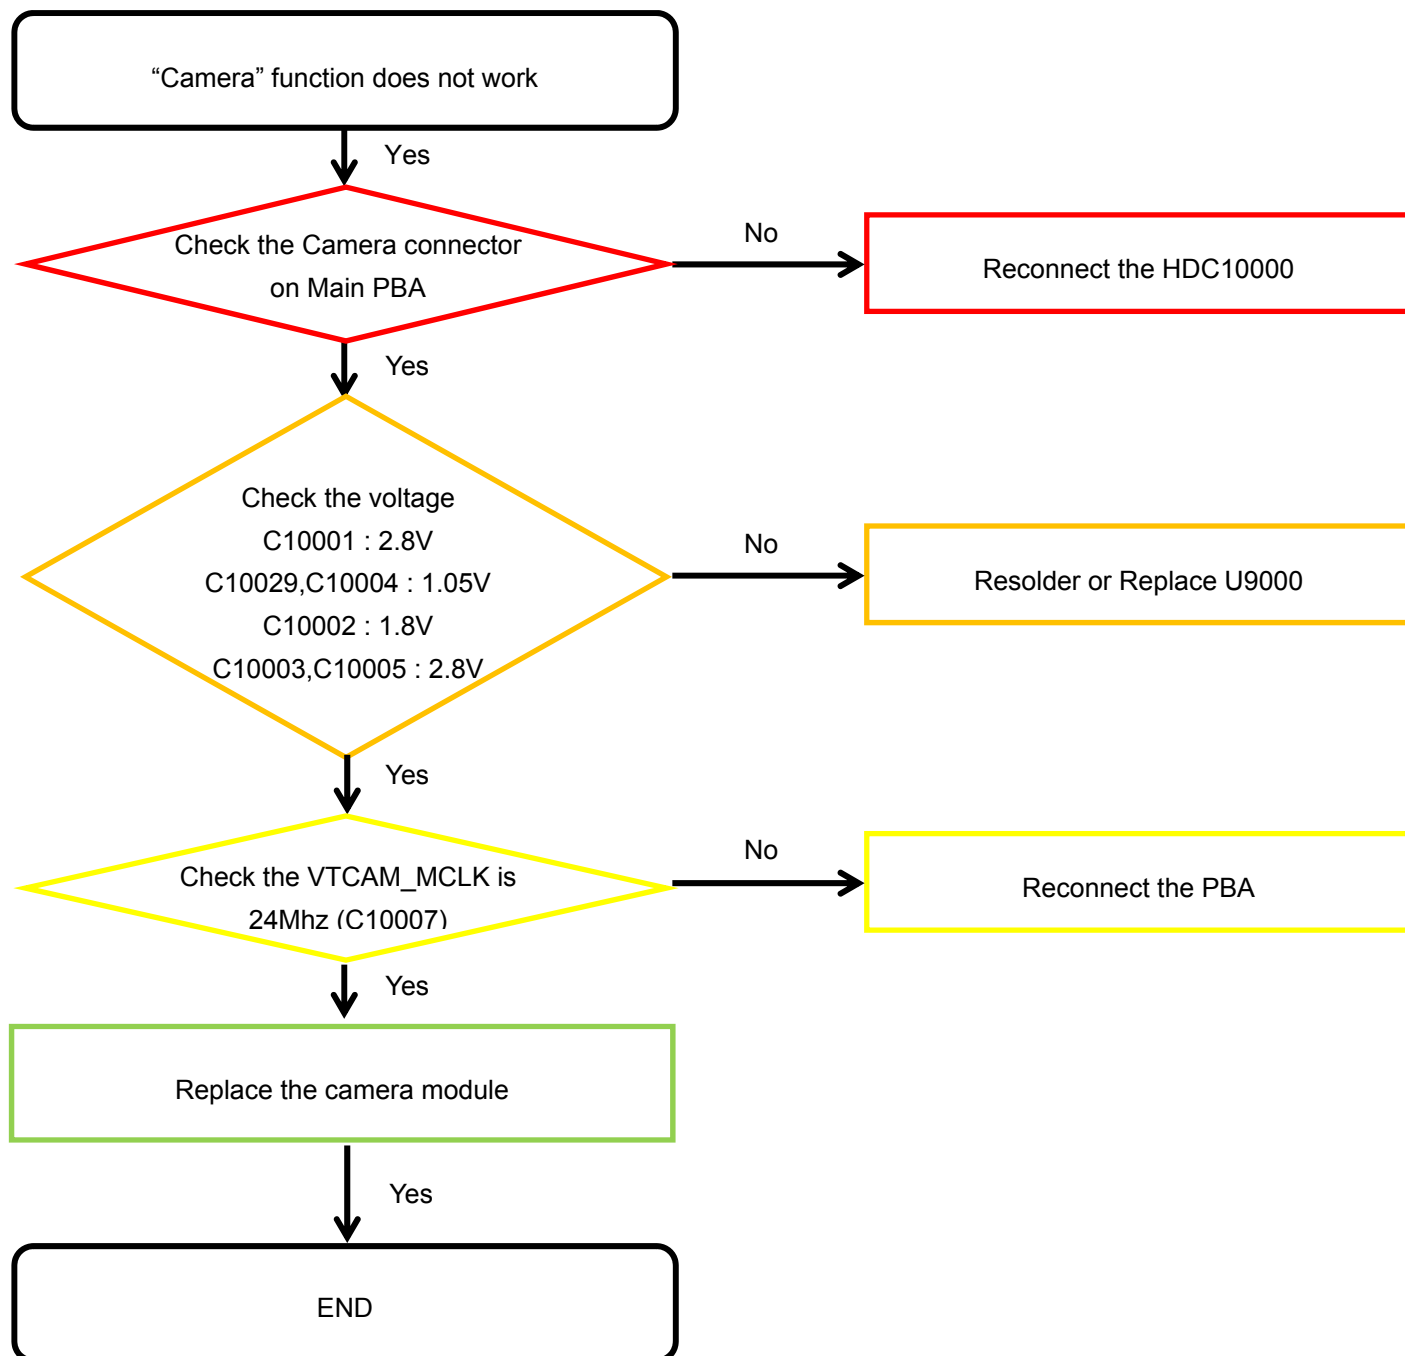 “Camera” function does not work
Yes
Check the Camera connector
on Main PBA
No
Reconnect the HDC10000
Yes
Check the voltage
C10001 : 2.8V
C10029,C10004 : 1.05V
C10002 : 1.8V
C10003,C10005 : 2.8V
No
Resolder or Replace U9000
Yes
Check the VTCAM_MCLK is
24Mhz (C10007)
No
Reconnect the PBA
Yes
Replace the camera module
Yes
END